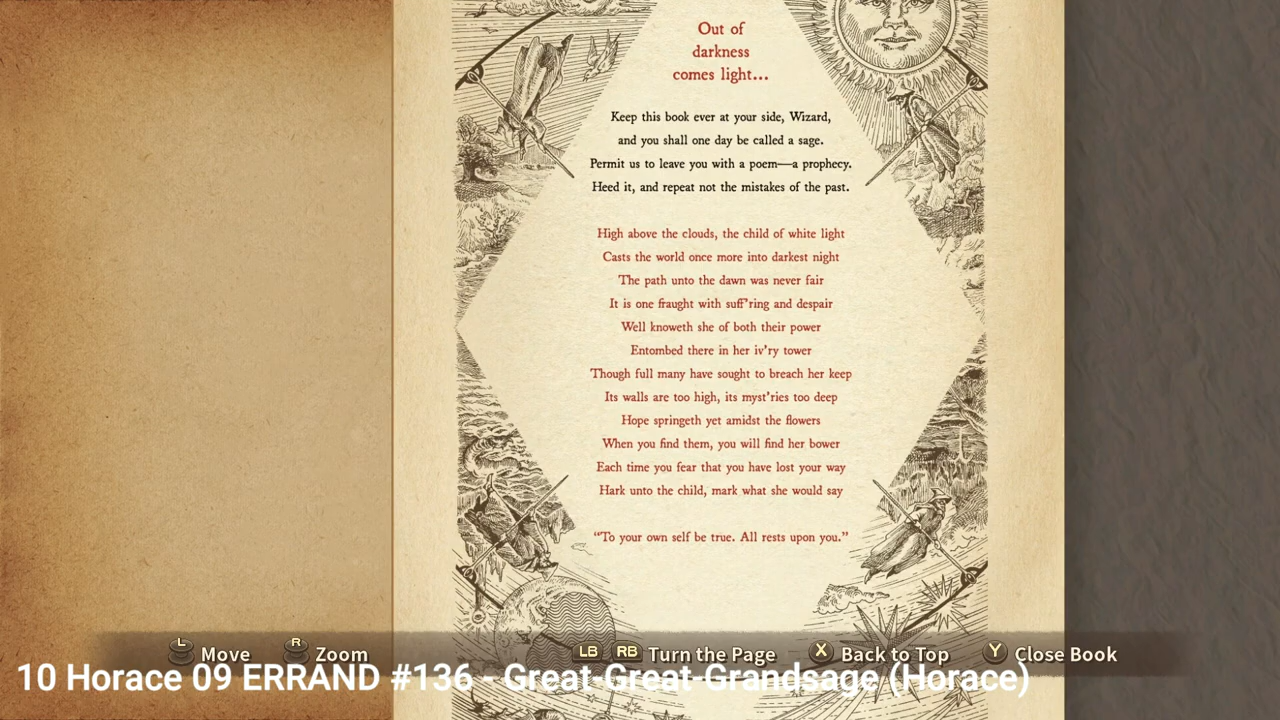 Out of
darkness
comes light...
Keep this book ever at your side, Wizard,
and you shall one day be called a sage.
Permit us to leave you with a poem—a prophecy.
Heed it, and repeat not the mistakes of the past.
High above the clouds, the child of white light
Casts the world once more into darkest night
The path unto the dawn was never fair
It is one fraught with suff'ring and despair
Well knoweth she of both their power
Entombed there in her iv'ry tower
Though full many have sought to breach her keep
Its walls are too high, its myst'ries too deep
Hope springeth yet amidst the flowers
When you find them, you will find her bower
Each time you fear that you have lost your way
Hark unto the child, mark what she would say
“To your own self be true. All rests upon you.”
L Move R Zoom LB RB Turn the Page X Back to Top Y Close Book
10 Horace 09 ERRAND #136 - Great-Great-Grandsage (Horace)